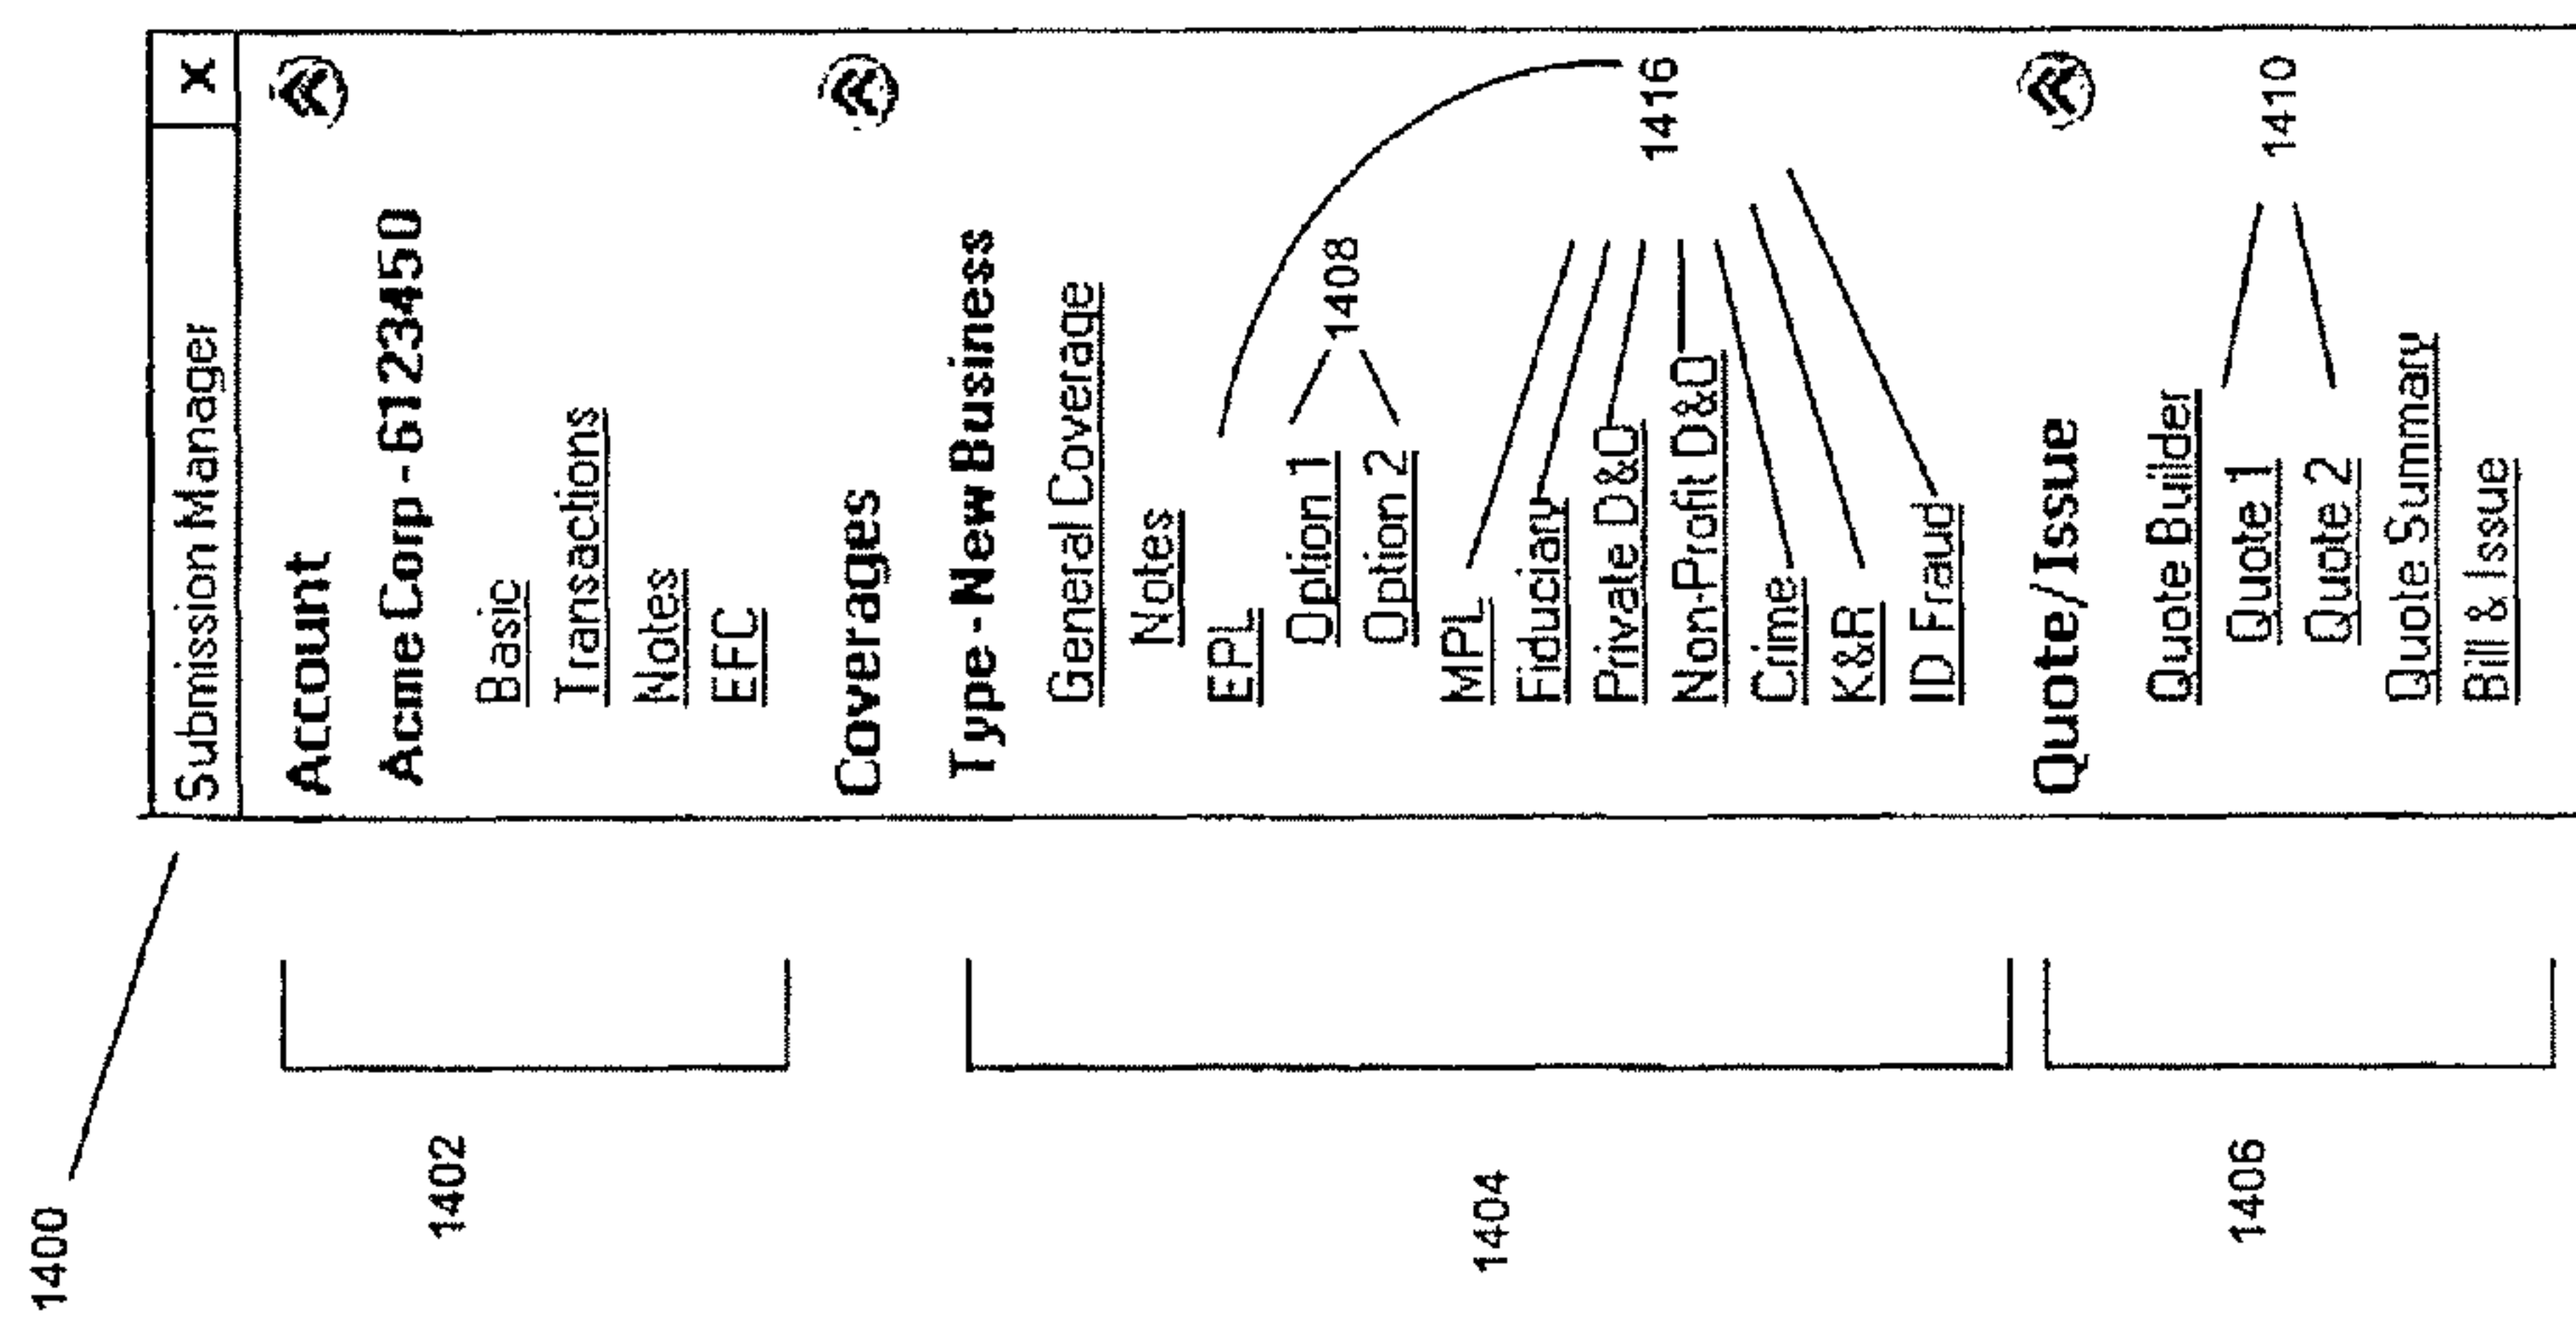 1400
Submission Manager X
Account
1402
Acme Corp - 6123450
Basic
Transactions
Notes
EFC
Coverages
Type - New Business
General Coverage
Notes
EPL
Option 1
1408
Option 2
1404
MPL
Fiduciary
1416
Private D&O
Non-Profit D&O
Crime
K&R
ID Fraud
Quote/Issue
Quote Builder
1406
Quote 1
1410
Quote 2
Quote Summary
Bill & Issue